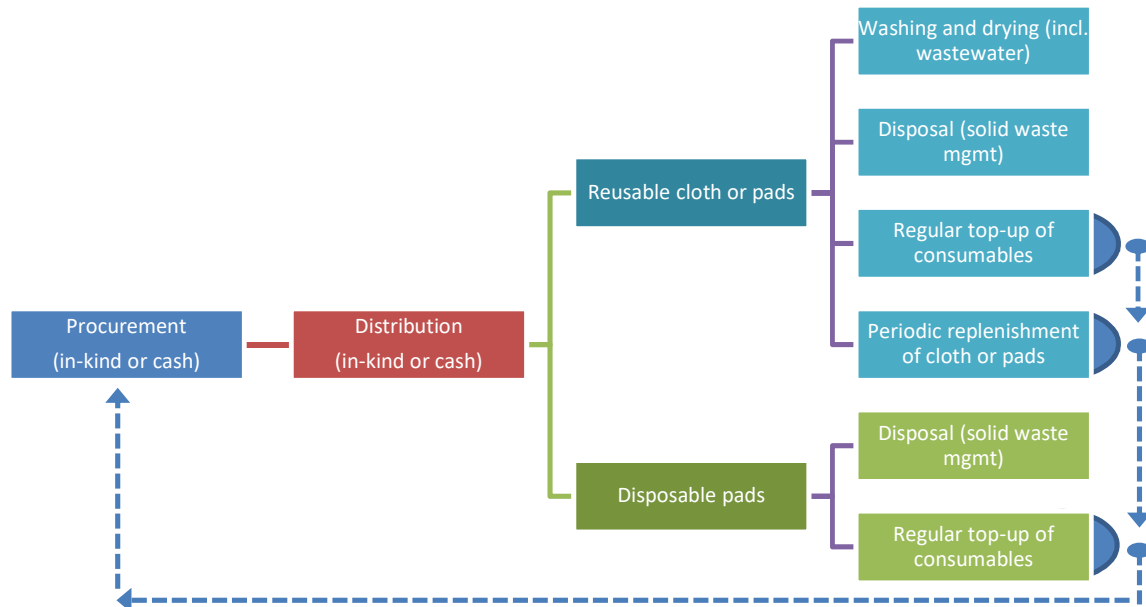 Washing and drying (incl.
wastewater)
Disposal (solid waste
mgmt)
Reusable cloth or pads
Regular top-up of
consumables
Procurement
(in-kind or cash)
Distribution
(in-kind or cash)
Periodic replenishment
of cloth or pads
Disposal (solid waste
mgmt)
Disposable pads
Regular top-up of
consumables